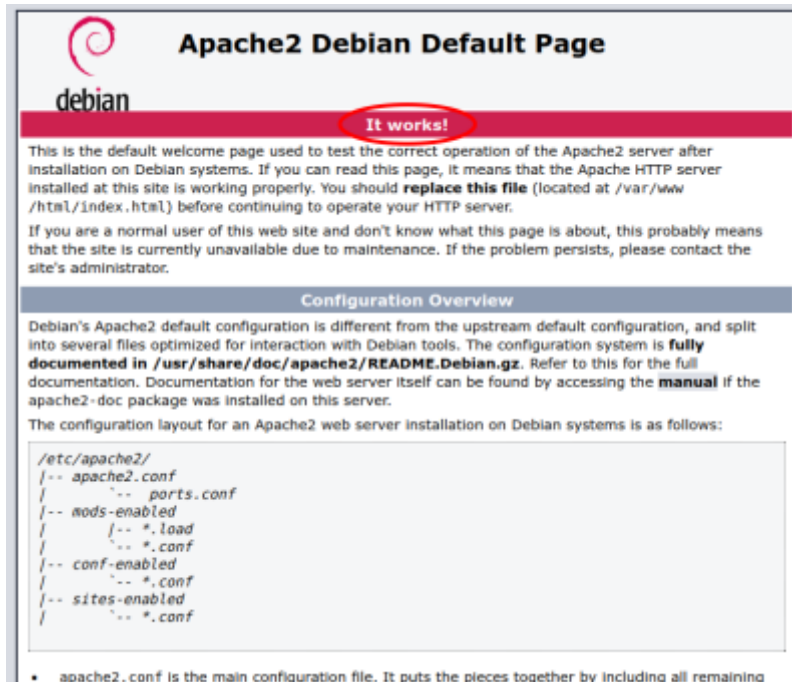 Apache2 Debian Default Page
debian
It works!
This is the default welcome page used to test the correct operation of the Apache2 server after
installation on Debian systems. If you can read this page, it means that the Apache HTTP server
installed at this site is working properly. You should replace this file (located at /var/www
/html/index.html) before continuing to operate your HTTP server.
If you are a normal user of this web site and don't know what this page is about, this probably means
that the site is currently unavailable due to maintenance. If the problem persists, please contact the
site's administrator.
Configuration Overview
Debian's Apache2 default configuration is different from the upstream default configuration, and split
into several files optimized for interaction with Debian tools. The configuration system is fully
documented in /usr/share/doc/apache2/README.Debian.gz. Refer to this for the full
documentation. Documentation for the web server itself can be found by accessing the manual if the
apache2-doc package was installed on this server.
The configuration layout for an Apache2 web server installation on Debian systems is as follows:
/etc/apache2/
|-- apache2.conf
|       `--  ports.conf
|-- mods-enabled
|       |-- *.load
|       `-- *.conf
|-- conf-enabled
|       `-- *.conf
|-- sites-enabled
|       `-- *.conf
• apache2.conf is the main configuration file. It puts the pieces together by including all remaining